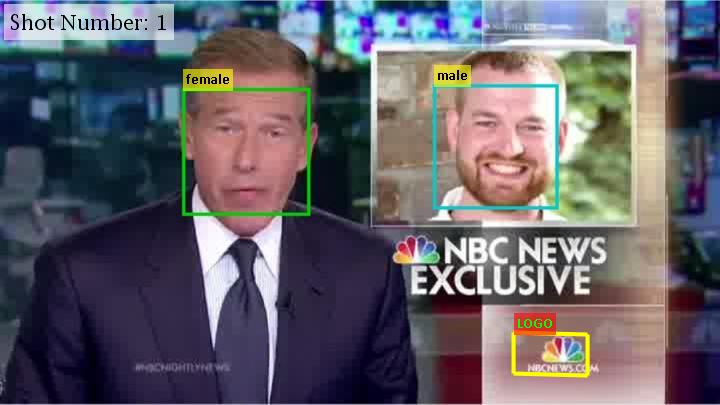 Shot Number: 1
female
male
NBC NEWS
EXCLUSIVE
LOGO
NBCNEWS.COM
#NBCNIGHTLYNEWS